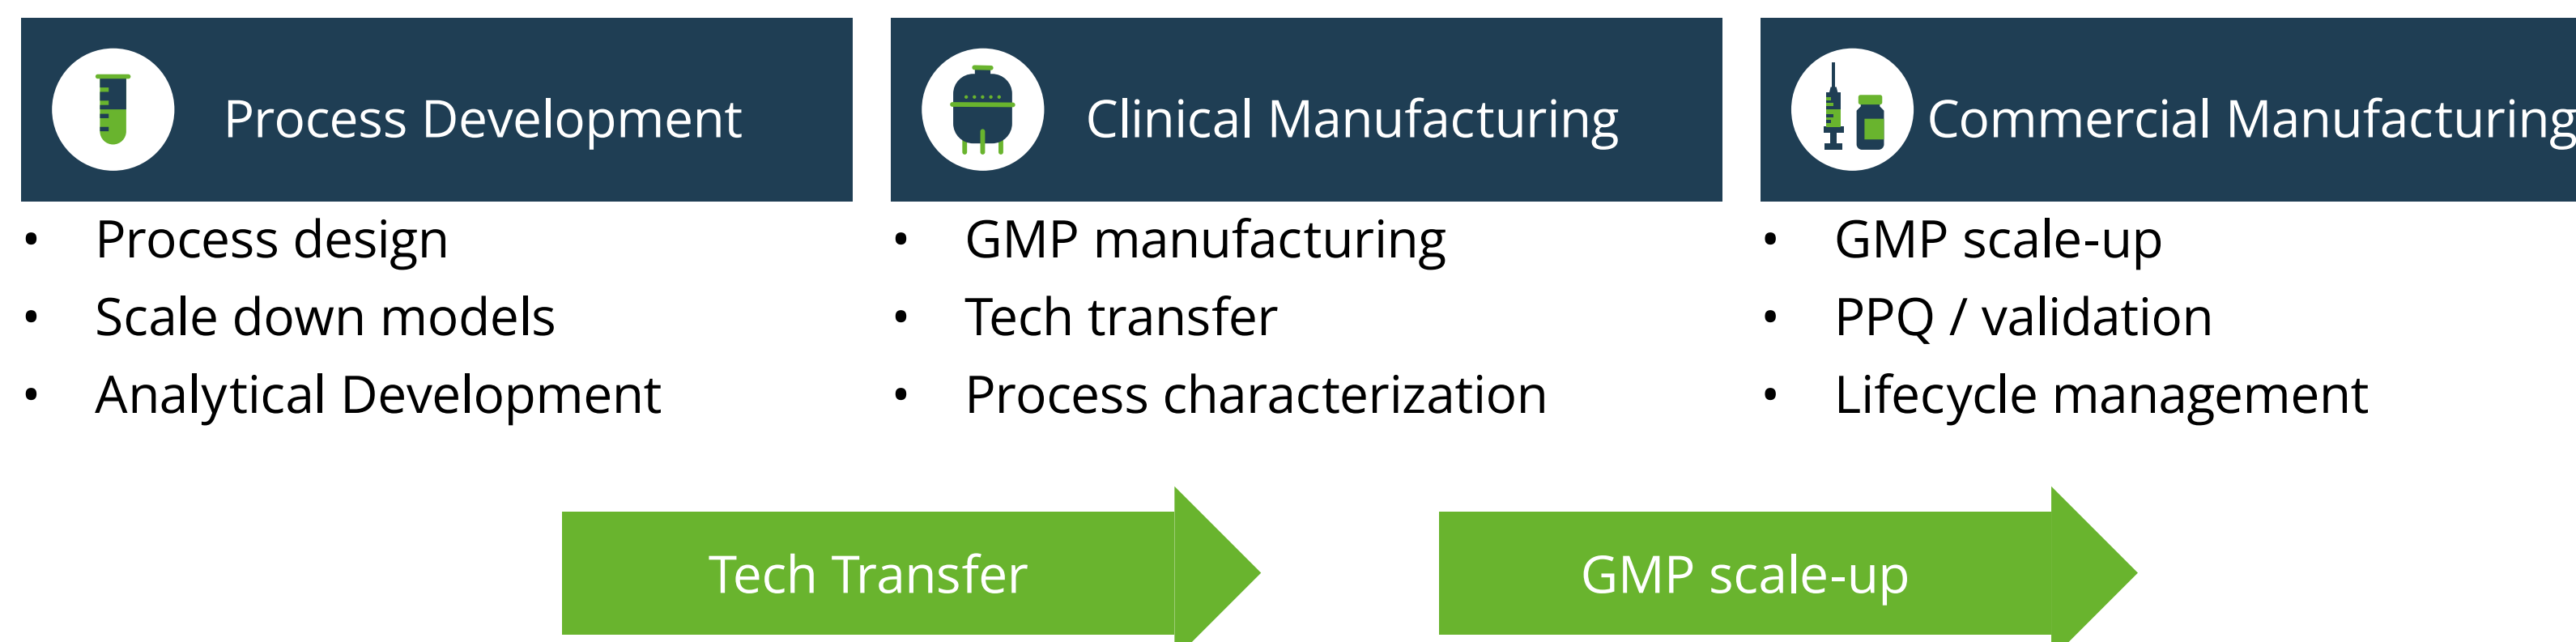 Process Development
• Process design
• Scale down models
• Analytical Development
Clinical Manufacturing
• GMP manufacturing
• Tech transfer
• Process characterization
Commercial Manufacturing
• GMP scale-up
• PPQ / validation
• Lifecycle management
Tech Transfer
GMP scale-up